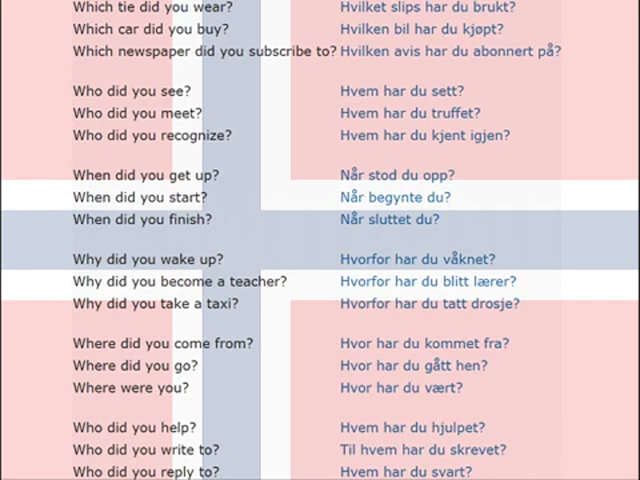 Which tie did you wear? Hvilket slips har du brukt?
Which car did you buy? Hvilken bil har du kjøpt?
Which newspaper did you subscribe to? Hvilken avis har du abonnert på?
Who did you see? Hvem har du sett?
Who did you meet? Hvem har du truffet?
Who did you recognize? Hvem har du kjent igjen?
When did you get up? Når stod du opp?
When did you start? Når begynte du?
When did you finish? Når sluttet du?
Why did you wake up? Hvorfor har du våknet?
Why did you become a teacher? Hvorfor har du blitt lærer?
Why did you take a taxi? Hvorfor har du tatt drosje?
Where did you come from? Hvor har du kommet fra?
Where did you go? Hvor har du gått hen?
Where were you? Hvor har du vært?
Who did you help? Hvem har du hjulpet?
Who did you write to? Til hvem har du skrevet?
Who did you reply to? Hvem har du svart?